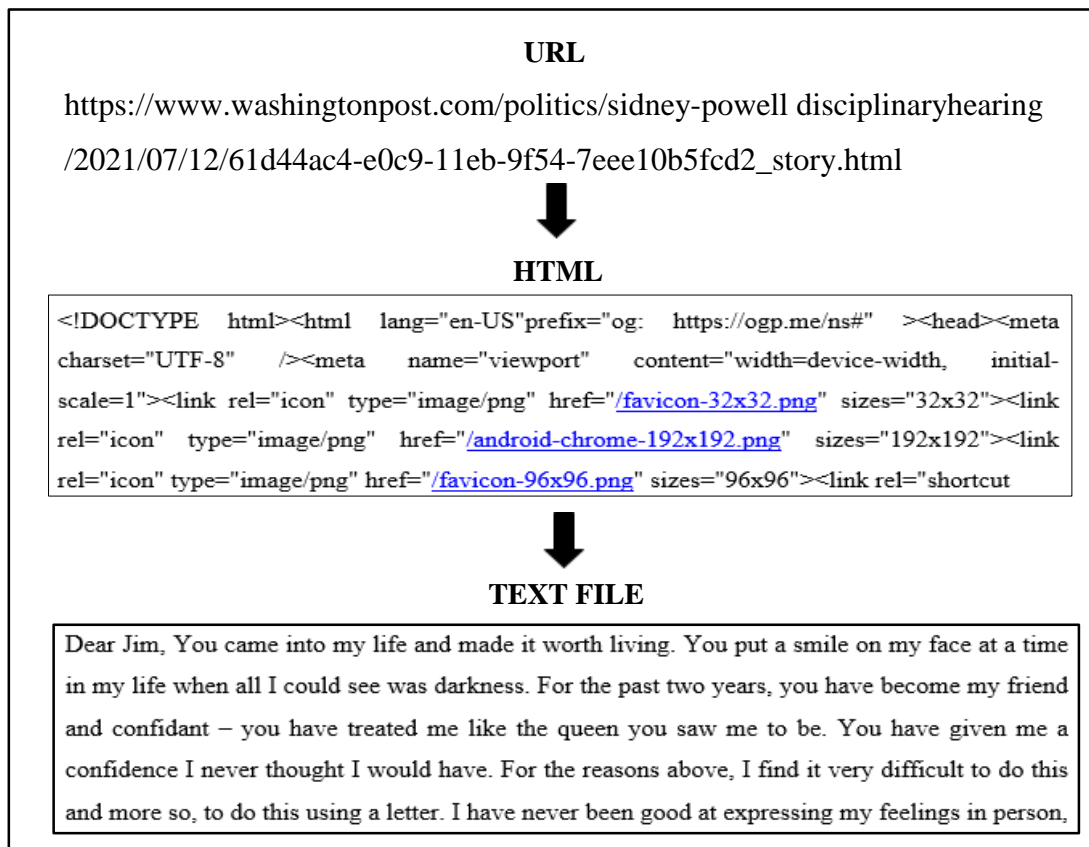 URL
https://www.washingtonpost.com/politics/sidney-powell disciplinaryhearing
/2021/07/12/61d44ac4-e0c9-11eb-9f54-7eee10b5fcd2_story.html
HTML
<!DOCTYPE html><html lang="en-US"prefix="og: https://ogp.me/ns#" ><head><meta
charset="UTF-8" /><meta name="viewport" content="width=device-width, initial-
scale=1"><link rel="icon" type="image/png" href="/favicon-32x32.png" sizes="32x32"><link
rel="icon" type="image/png" href="/android-chrome-192x192.png" sizes="192x192"><link
rel="icon" type="image/png" href="/favicon-96x96.png" sizes="96x96"><link rel="shortcut
TEXT FILE
Dear Jim, You came into my life and made it worth living. You put a smile on my face at a time
in my life when all I could see was darkness. For the past two years, you have become my friend
and confidant – you have treated me like the queen you saw me to be. You have given me a
confidence I never thought I would have. For the reasons above, I find it very difficult to do this
and more so, to do this using a letter. I have never been good at expressing my feelings in person,